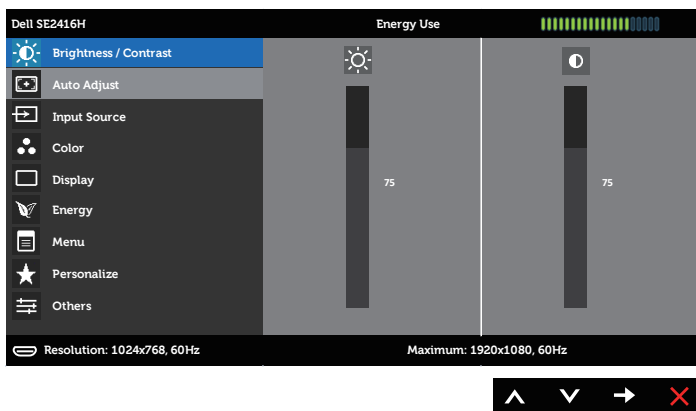 Dell SE2416H Energy Use
Brightness / Contrast
Auto Adjust
Input Source
Color
Display
75 75
Energy
Menu
Personalize
Others
Resolution: 1024x768, 60Hz Maximum: 1920x1080, 60Hz